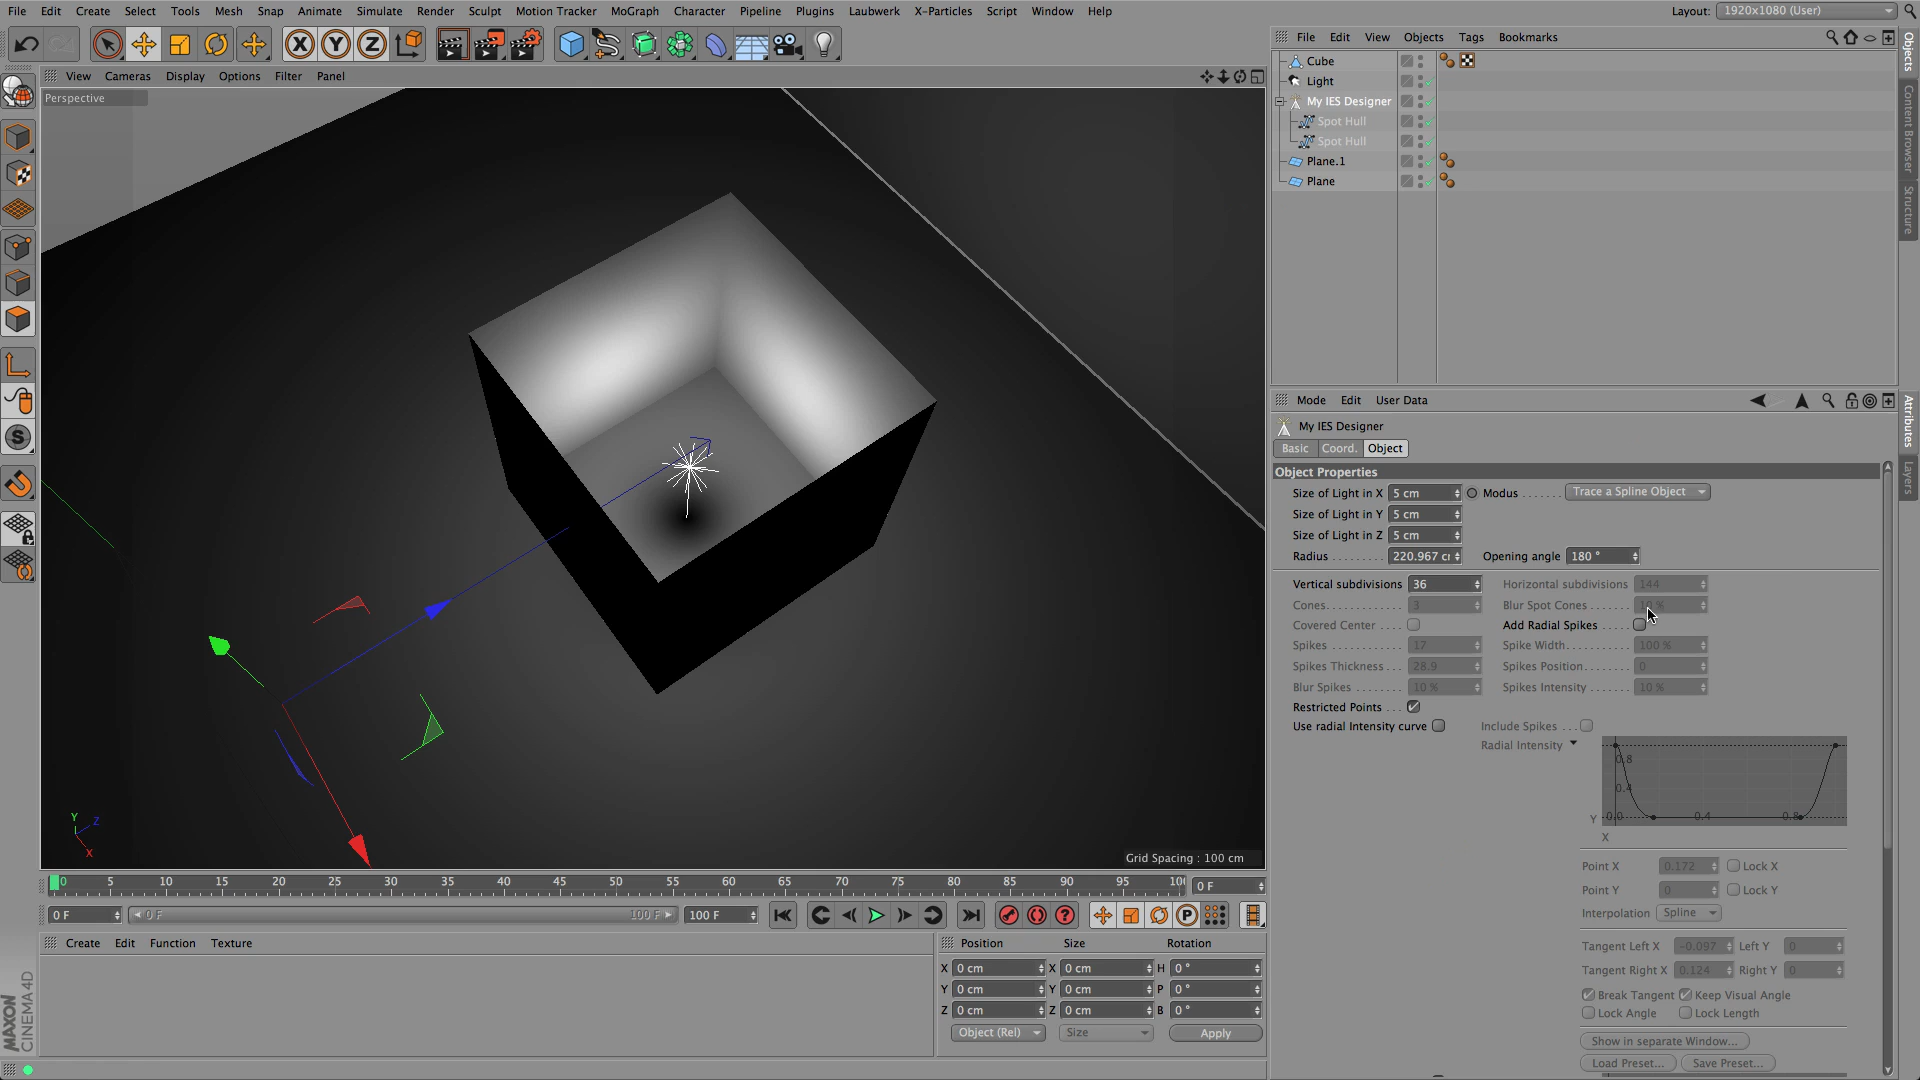 File Edit Create Select Tools Mesh Snap Animate Simulate Render Sculpt Motion Tracker MoGraph Character Pipeline Plugins Laubwerk X-Particles Script Window Help Layout: 1920x1080 (User)
X Y Z
File Edit View Objects Tags Bookmarks
View Cameras Display Options Filter Panel
Perspective
Cube
Light
My IES Designer
Spot Hull
Spot Hull
Plane.1
Plane
Objects
Content Browser
Structure
Mode Edit User Data
Attributes
Layers
My IES Designer
Basic Coord. Object
Object Properties
Size of Light in X 5 cm Modus Trace a Spline Object
Size of Light in Y 5 cm
Size of Light in Z 5 cm
Radius 220.967 Opening angle 180 °
Vertical subdivisions 36 Horizontal subdivisions 144
Cones 3 Blur Spot Cones
Covered Center Add Radial Spikes
Spikes 17 Spike Width 100 %
Spikes Thickness 28.9 Spikes Position 0
Blur Spikes 10 % Spikes Intensity 10 %
Restricted Points
Use radial Intensity curve Include Spikes
Radial Intensity
0.8
0.4
Y 0.0 0.4 0.8
X
Point X 0.172 Lock X
Point Y 0 Lock Y
Interpolation Spline
Tangent Left X -0.097 Left Y 0
Tangent Right X 0.124 Right Y 0
Break Tangent Keep Visual Angle
Lock Angle Lock Length
Show in separate Window...
Load Preset... Save Preset...
Y Z
X
Grid Spacing : 100 cm
0 5 10 15 20 25 30 35 40 45 50 55 60 65 70 75 80 85 90 95 0 F
0 F 0 F 100 F 100 F
P
Create Edit Function Texture
Position Size Rotation
X 0 cm X 0 cm H 0 °
Y 0 cm Y 0 cm P 0 °
Z 0 cm Z 0 cm B 0 °
Object (Rel) Size Apply
MAXON
CINEMA 4D